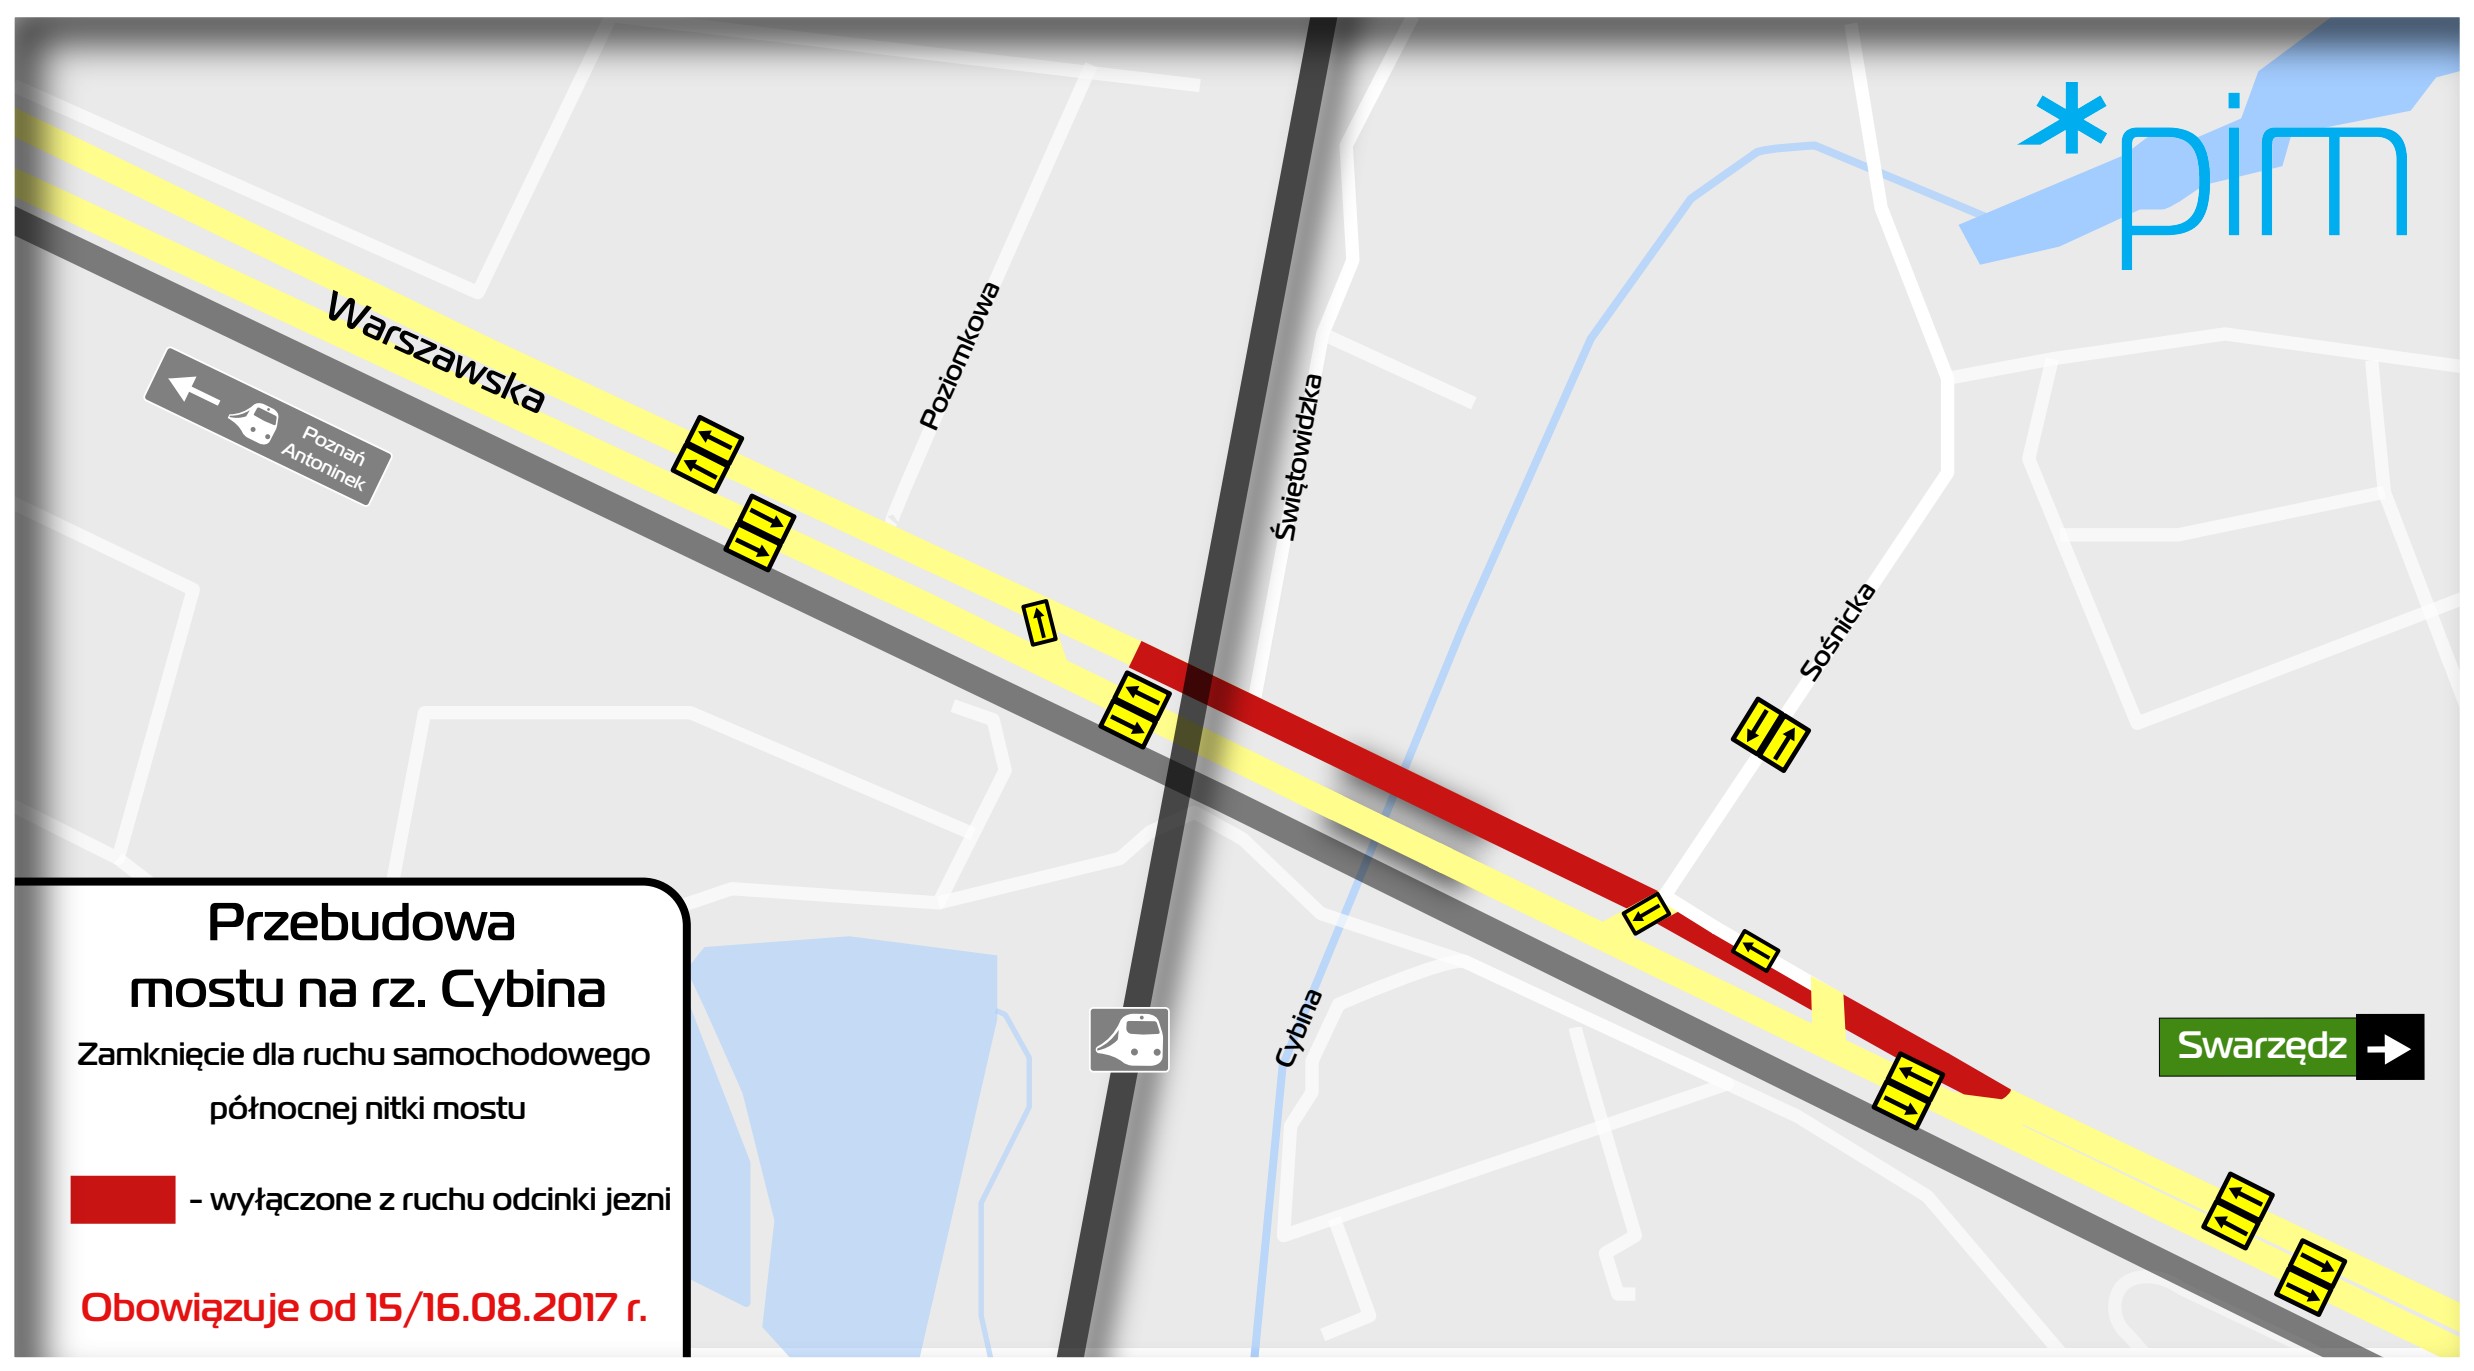 *pim
Warszawska
Poznań
Antoninek
Poziomkowa
Świętowidzka
Sośnicka
Cybina
Swarzędz
Przebudowa
mostu na rz. Cybina
Zamknięcie dla ruchu samochodowego
północnej nitki mostu
- wyłączone z ruchu odcinki jezni
Obowiązuje od 15/16.08.2017 r.